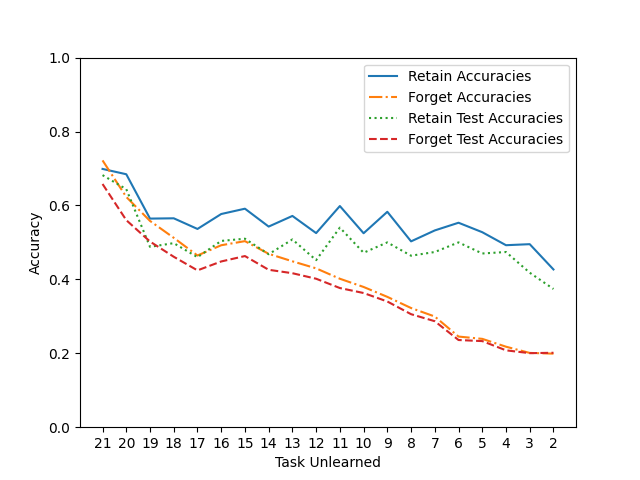 Retain Accuracies
Forget Accuracies
Retain Test Accuracies
Forget Test Accuracies
1.0
0.8
0.6
0.4
0.2
0.0
Accuracy
21 20 19 18 17 16 15 14 13 12 11 10 9 8 7 6 5 4 3 2
Task Unlearned